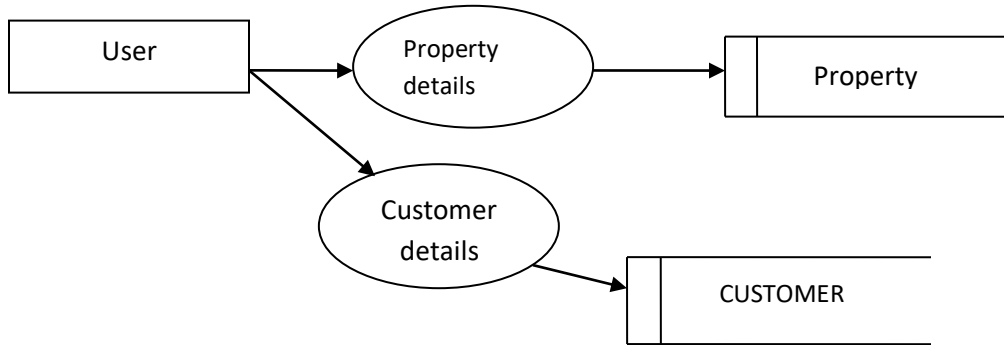 User
Property
details
Property
Customer
details
CUSTOMER